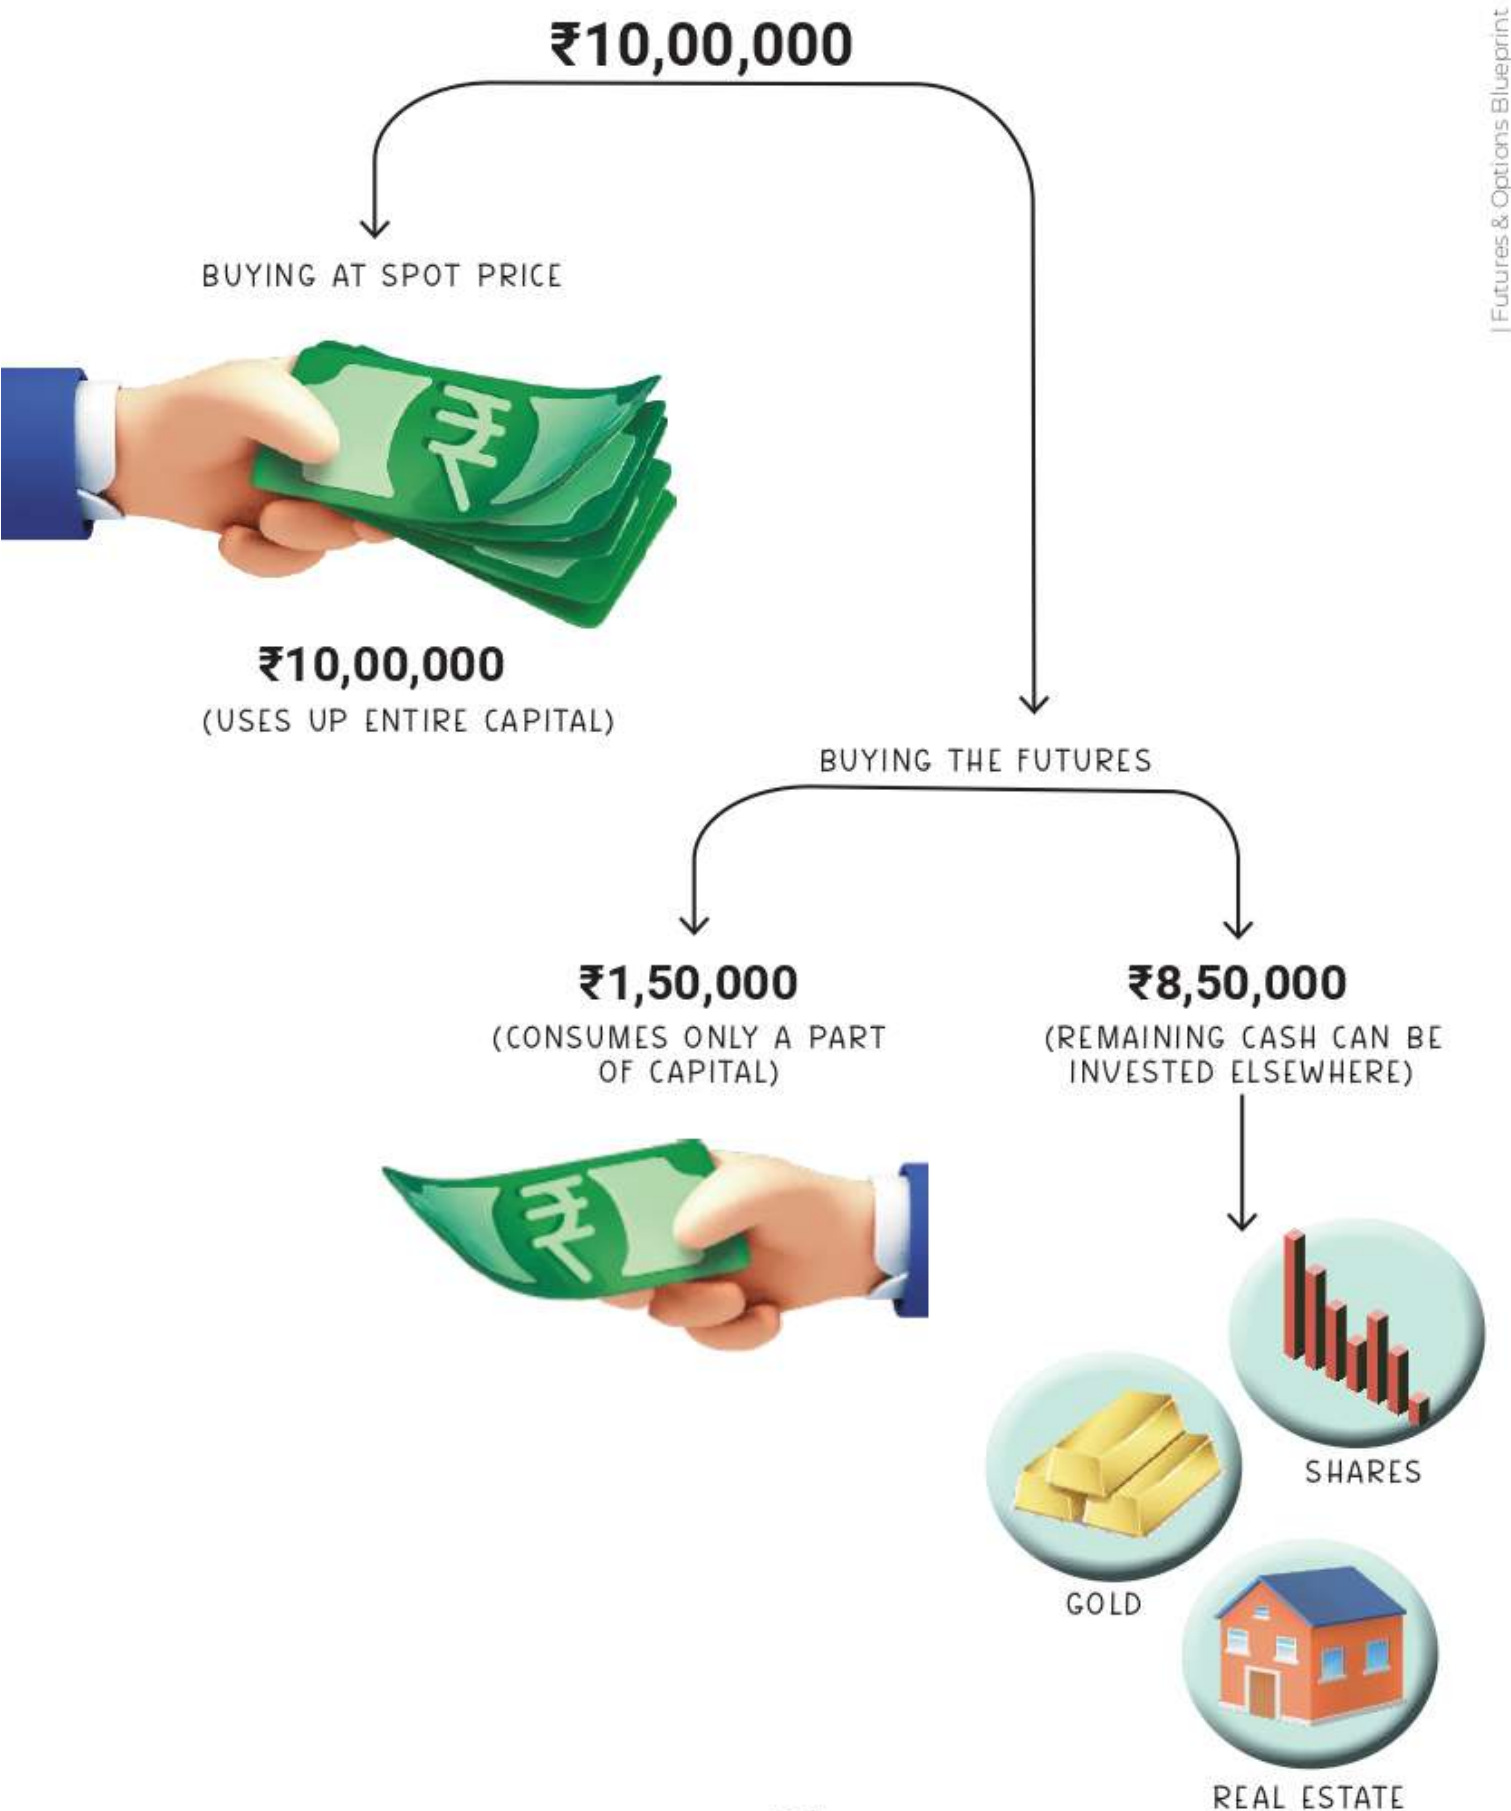 ₹10,00,000
| Futures & Options Blueprint
BUYING AT SPOT PRICE
₹10,00,000
(USES UP ENTIRE CAPITAL)
BUYING THE FUTURES
₹1,50,000
(CONSUMES ONLY A PART
OF CAPITAL)
₹8,50,000
(REMAINING CASH CAN BE
INVESTED ELSEWHERE)
SHARES
GOLD
REAL ESTATE